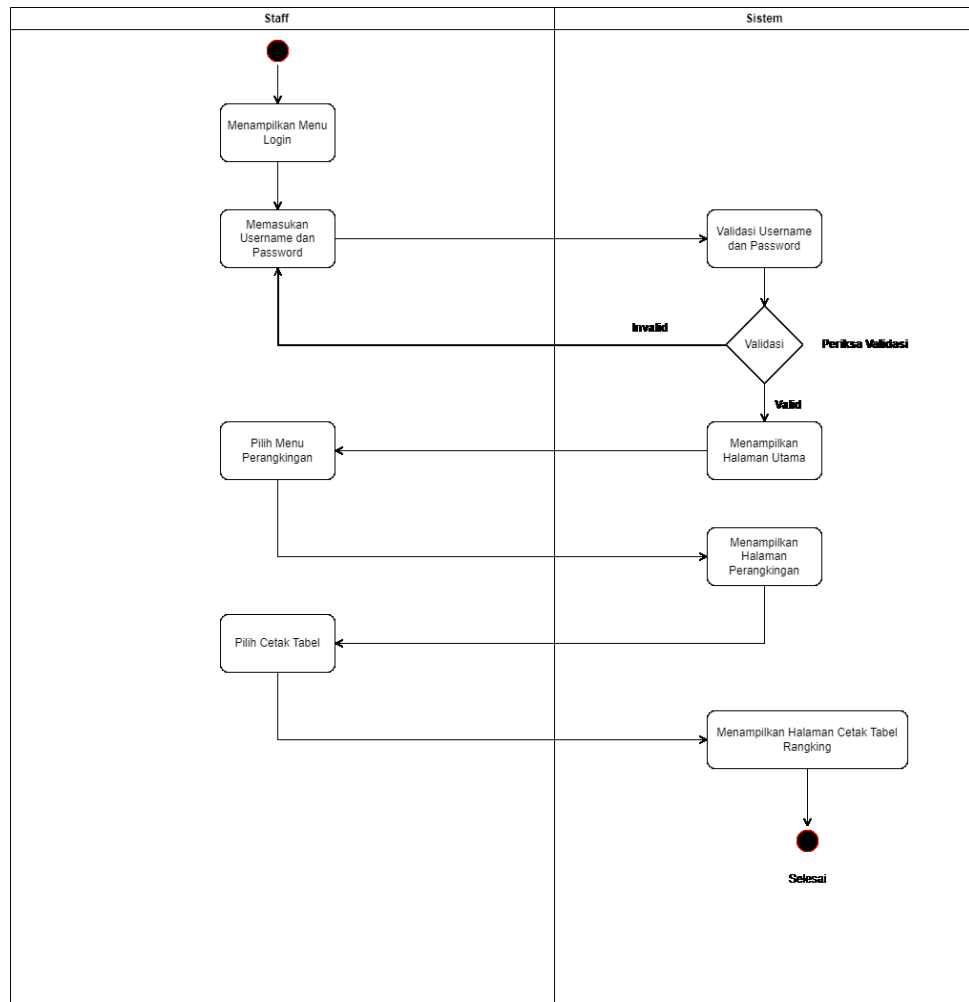 Staff
Sistem
Menampilkan Menu
Login
Memasukan
Username dan
Password
Validasi Username
dan Password
Invalid
Validasi
Periksa Validasi
Valid
Pilih Menu
Perangkingan
Menampilkan
Halaman Utama
Menampilkan
Halaman
Perangkingan
Pilih Cetak Tabel
Menampilkan Halaman Cetak Tabel
Rangking
Selesai